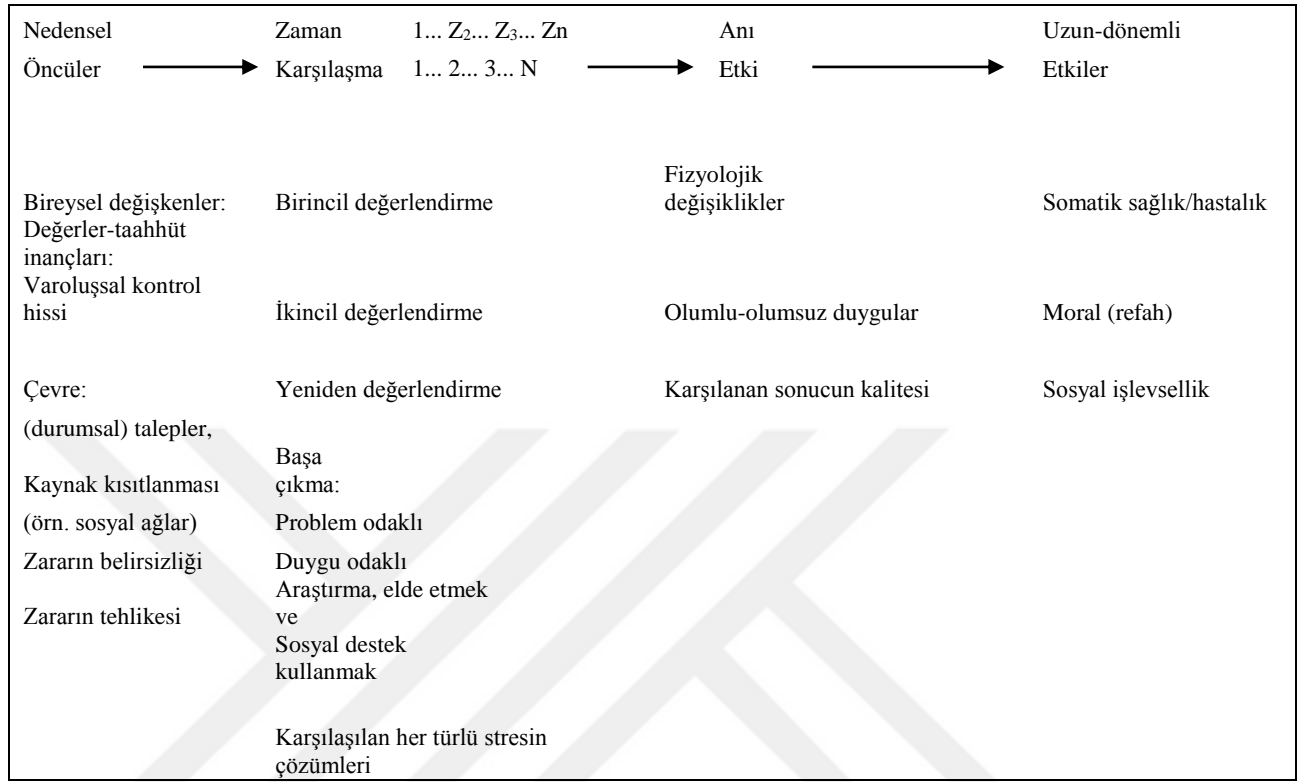 Nedensel Zaman 1... Z₂... Z₃... Zn Anı Uzun-dönemli
Öncüler Karşılaşma 1... 2... 3... N Etki Etkiler
Fizyolojik
Bireysel değişkenler: Birincil değerlendirme değişiklikler Somatik sağlık/hastalık
Değerler-taahhüt
inançları:
Varoluşsal kontrol
hissi İkincil değerlendirme Olumlu-olumsuz duygular Moral (refah)
Çevre: Yeniden değerlendirme Karşılanan sonucun kalitesi Sosyal işlevsellik
(durumsal) talepler,
Başa
Kaynak kısıtlanması çıkma:
(örn. sosyal ağlar) Problem odaklı
Zararın belirsizliği Duygu odaklı
Araştırma, elde etmek
Zararın tehlikesi ve
Sosyal destek
kullanmak
Karşılaşılan her türlü stresin
çözümleri